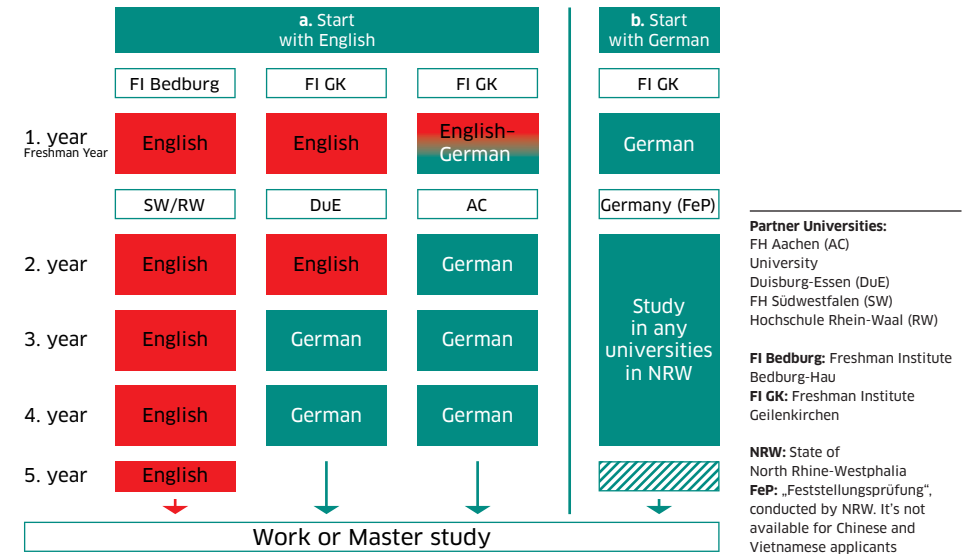 a. Start
with English
b. Start
with German
FI Bedburg
FI GK
FI GK
FI GK
1. year
Freshman Year
English
English
English–
German
German
SW/RW
DuE
AC
Germany (FeP)
2. year
English
English
German
Study
in any
universities
in NRW
3. year
English
German
German
4. year
English
German
German
5. year
English
Work or Master study
Partner Universities:
FH Aachen (AC)
University
Duisburg-Essen (DuE)
FH Südwestfalen (SW)
Hochschule Rhein-Waal (RW)
FI Bedburg: Freshman Institute
Bedburg-Hau
FI GK: Freshman Institute
Geilenkirchen
NRW: State of
North Rhine-Westphalia
FeP: „Feststellungsprüfung“,
conducted by NRW. It's not
available for Chinese and
Vietnamese applicants